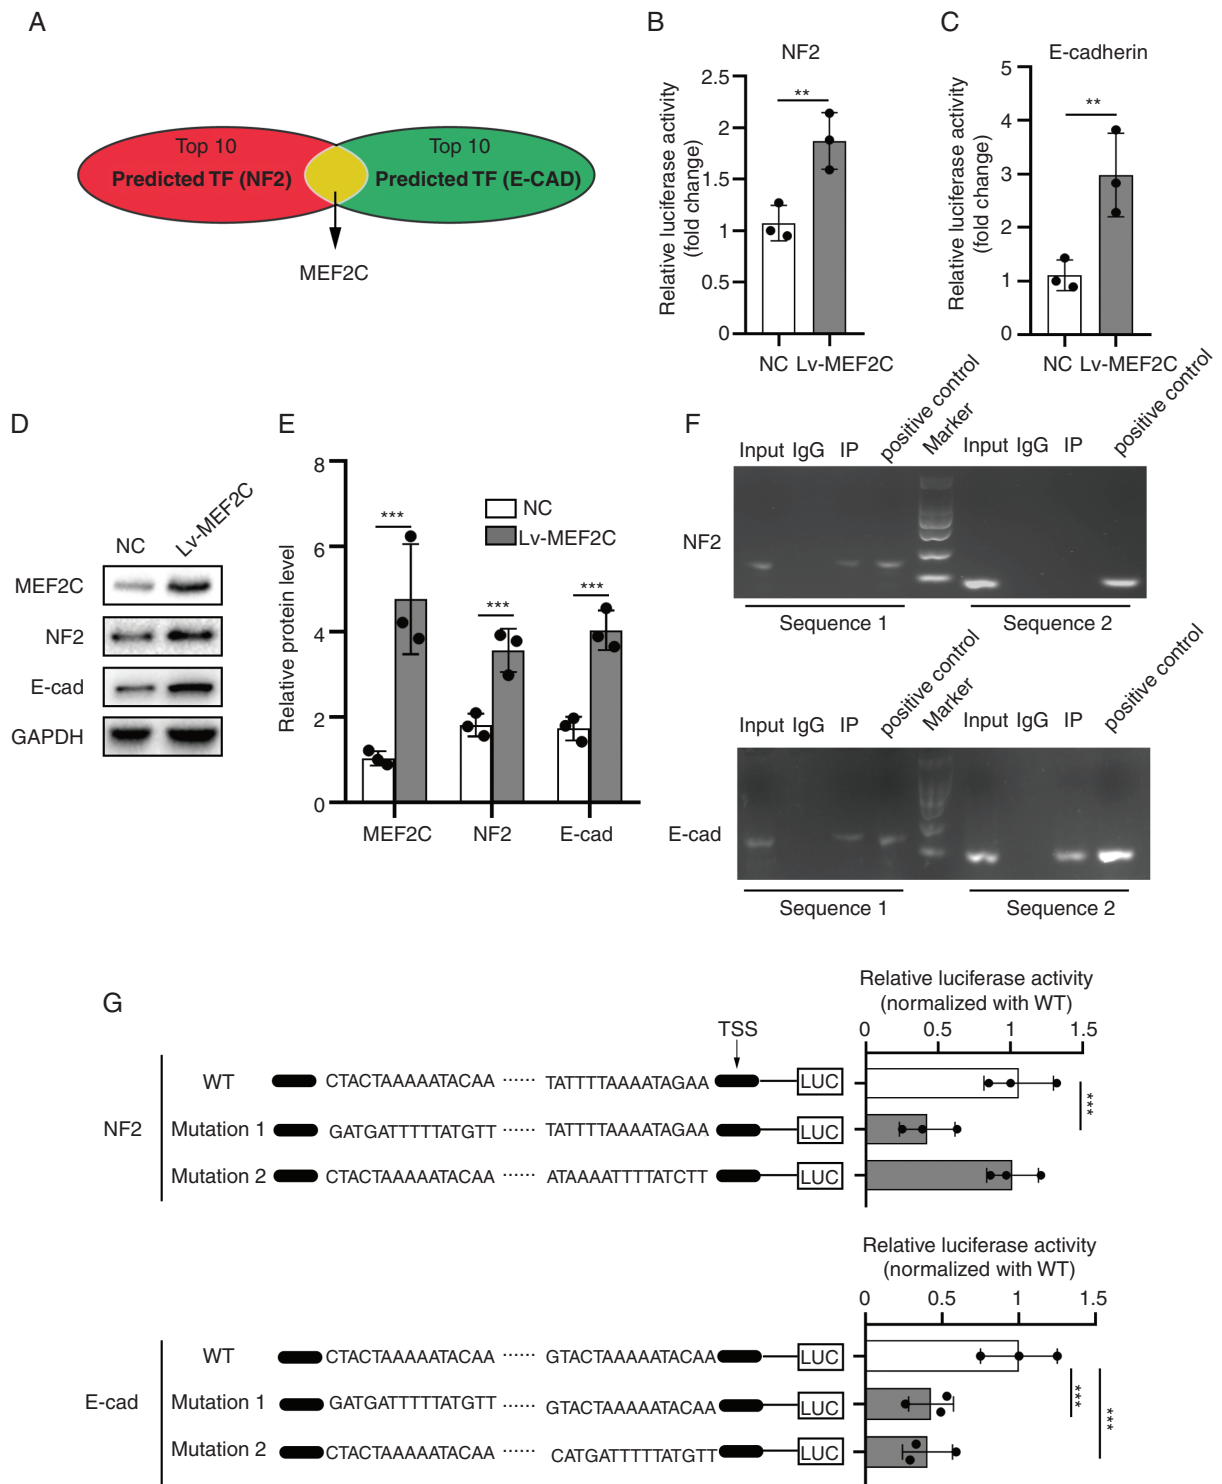 A
Top 10
Predicted TF (NF2)
Top 10
Predicted TF (E-CAD)
MEF2C
B
NF2
Relative luciferase activity
(fold change)
2.5
2
1.5
1
0.5
0
**
NC Lv-MEF2C
C
E-cadherin
Relative luciferase activity
(fold change)
5
4
3
2
1
0
**
NC Lv-MEF2C
D
NC
Lv-MEF2C
MEF2C
NF2
E-cad
GAPDH
E
Relative protein level
8
6
4
2
0
NC
Lv-MEF2C
***
***
***
MEF2C NF2 E-cad
F
Input IgG IP positive control Marker Input IgG IP positive control
NF2
Sequence 1 Sequence 2
Input IgG IP positive control Marker Input IgG IP positive control
E-cad
Sequence 1 Sequence 2
G
Relative luciferase activity
(normalized with WT)
0 0.5 1 1.5
TSS
NF2
WT CTACTAAAAATACAA ...... TATTTTAAAATAGAA LUC
Mutation 1 GATGATTTTTATGTT ...... TATTTTAAAATAGAA LUC
Mutation 2 CTACTAAAAATACAA ...... ATAAAATTTTATCTT LUC
***
Relative luciferase activity
(normalized with WT)
0 0.5 1 1.5
E-cad
WT CTACTAAAAATACAA ...... GTACTAAAAATACAA LUC
Mutation 1 GATGATTTTTATGTT ...... GTACTAAAAATACAA LUC
Mutation 2 CTACTAAAAATACAA ...... CATGATTTTTATGTT LUC
***
***